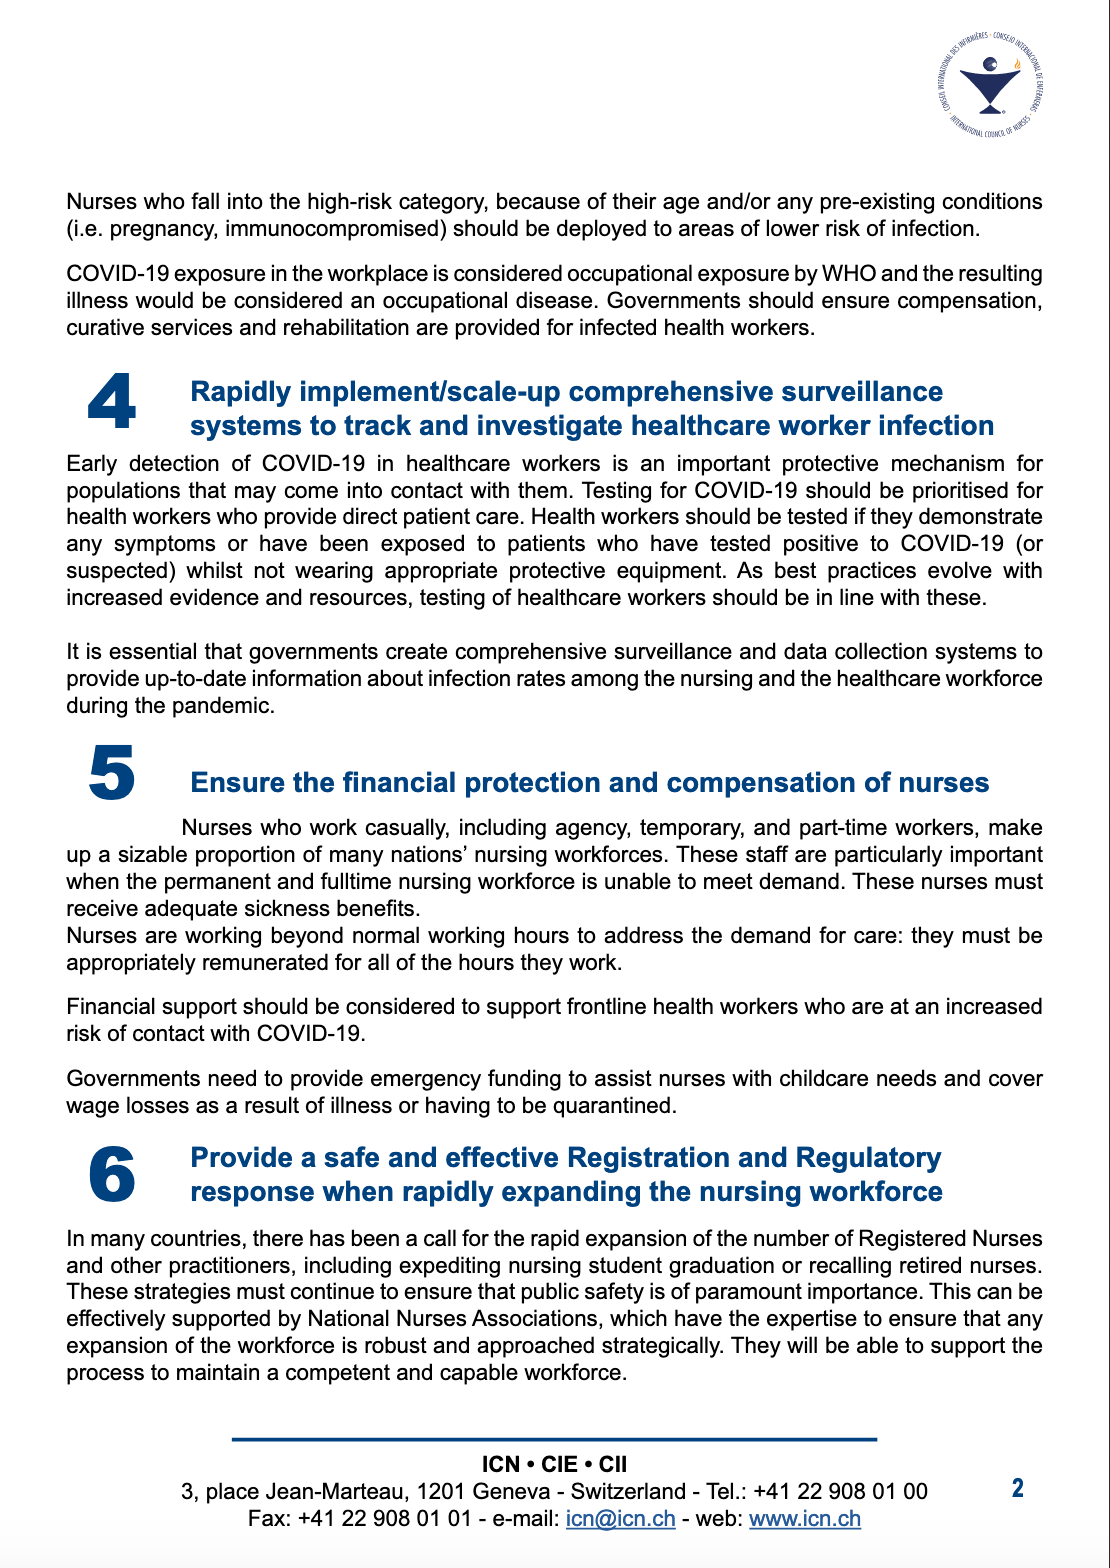 CONSEIL INTERNATIONAL DES INFIRMIÈRES • CONSEJO INTERNACIONAL DE ENFERMERAS • INTERNATIONAL COUNCIL OF NURSES •
Nurses who fall into the high-risk category, because of their age and/or any pre-existing conditions
(i.e. pregnancy, immunocompromised) should be deployed to areas of lower risk of infection.
COVID-19 exposure in the workplace is considered occupational exposure by WHO and the resulting
illness would be considered an occupational disease. Governments should ensure compensation,
curative services and rehabilitation are provided for infected health workers.
4
Rapidly implement/scale-up comprehensive surveillance
systems to track and investigate healthcare worker infection
Early detection of COVID-19 in healthcare workers is an important protective mechanism for
populations that may come into contact with them. Testing for COVID-19 should be prioritised for
health workers who provide direct patient care. Health workers should be tested if they demonstrate
any symptoms or have been exposed to patients who have tested positive to COVID-19 (or
suspected) whilst not wearing appropriate protective equipment. As best practices evolve with
increased evidence and resources, testing of healthcare workers should be in line with these.
It is essential that governments create comprehensive surveillance and data collection systems to
provide up-to-date information about infection rates among the nursing and the healthcare workforce
during the pandemic.
5
Ensure the financial protection and compensation of nurses
Nurses who work casually, including agency, temporary, and part-time workers, make
up a sizable proportion of many nations’ nursing workforces. These staff are particularly important
when the permanent and fulltime nursing workforce is unable to meet demand. These nurses must
receive adequate sickness benefits.
Nurses are working beyond normal working hours to address the demand for care: they must be
appropriately remunerated for all of the hours they work.
Financial support should be considered to support frontline health workers who are at an increased
risk of contact with COVID-19.
Governments need to provide emergency funding to assist nurses with childcare needs and cover
wage losses as a result of illness or having to be quarantined.
6
Provide a safe and effective Registration and Regulatory
response when rapidly expanding the nursing workforce
In many countries, there has been a call for the rapid expansion of the number of Registered Nurses
and other practitioners, including expediting nursing student graduation or recalling retired nurses.
These strategies must continue to ensure that public safety is of paramount importance. This can be
effectively supported by National Nurses Associations, which have the expertise to ensure that any
expansion of the workforce is robust and approached strategically. They will be able to support the
process to maintain a competent and capable workforce.
ICN • CIE • CII
3, place Jean-Marteau, 1201 Geneva - Switzerland - Tel.: +41 22 908 01 00
Fax: +41 22 908 01 01 - e-mail: icn@icn.ch - web: www.icn.ch
2